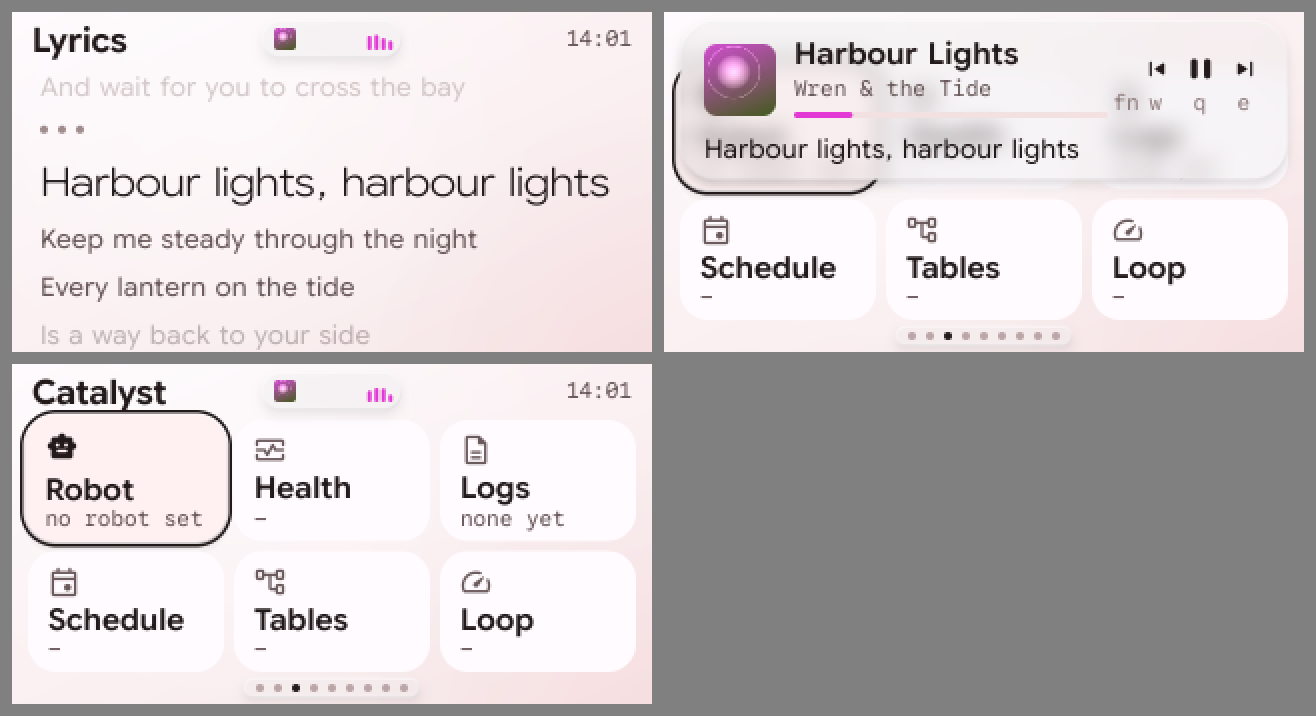 Lyrics
14:01
And wait for you to cross the bay
Harbour lights, harbour lights
Keep me steady through the night
Every lantern on the tide
Is a way back to your side
Harbour Lights
Wren & the Tide
fn w q e
Harbour lights, harbour lights
Schedule
–
Tables
–
Loop
–
Catalyst
14:01
Robot
no robot set
Health
–
Logs
none yet
Schedule
–
Tables
–
Loop
–